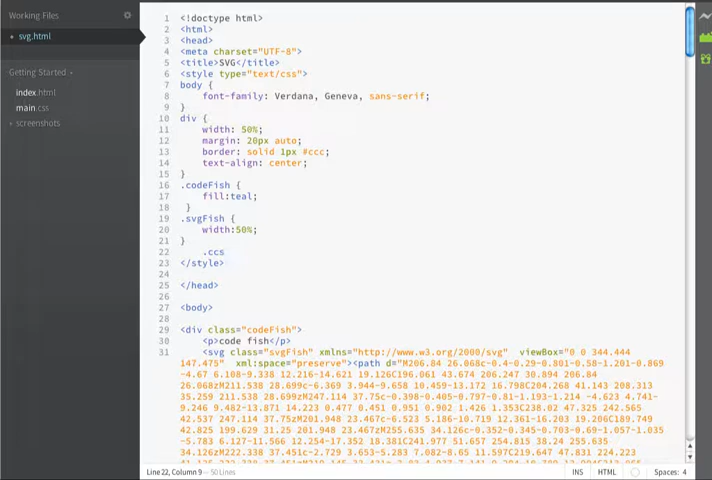 Working Files
svg.html
Getting Started
index.html
main.css
screenshots
1 <!doctype html>
2 <html>
3 <head>
4 <meta charset="UTF-8">
5 <title>SVG</title>
6 <style type="text/css">
7 body {
8 font-family: Verdana, Geneva, sans-serif;
9 }
10 div {
11 width: 50%;
12 margin: 20px auto;
13 border: solid 1px #ccc;
14 text-align: center;
15 }
16 .codeFish {
17 fill:teal;
18 }
19 .svgFish {
20 width:50%;
21 }
22 .ccs
23 </style>
24
25 </head>
26
27 <body>
28
29 <div class="codeFish">
30 <p>code fish</p>
31 <svg class="svgFish" xmlns="http://www.w3.org/2000/svg" viewBox="0 0 344.444
147.475" xml:space="preserve"><path d="M206.84 26.068c-0.4-0.29-0.801-0.58-1.201-0.869
-4.67 6.108-9.338 12.216-14.621 19.126C196.061 43.674 206.247 30.894 206.84
26.068zM211.538 28.699c-6.369 3.944-9.658 10.459-13.172 16.798C204.268 41.143 208.313
35.259 211.538 28.699zM247.114 37.75c-0.398-0.405-0.797-0.81-1.193-1.214 -4.623 4.741-
9.246 9.482-13.871 14.223 0.477 0.451 0.951 0.902 1.426 1.353C238.02 47.325 242.565
42.537 247.114 37.75zM201.948 23.467c-6.523 5.186-10.719 12.361-16.203 19.206C189.749
42.825 199.629 31.25 201.948 23.467zM255.635 34.126c-0.352-0.345-0.703-0.69-1.057-1.035
-5.783 6.127-11.566 12.254-17.352 18.381C241.977 51.657 254.815 38.24 255.635
34.126zM222.338 37.451c-2.729 3.653-5.283 7.082-8.65 11.597C219.647 47.831 224.223
Line 22, Column 9 — 50 Lines
INS
HTML
Spaces: 4